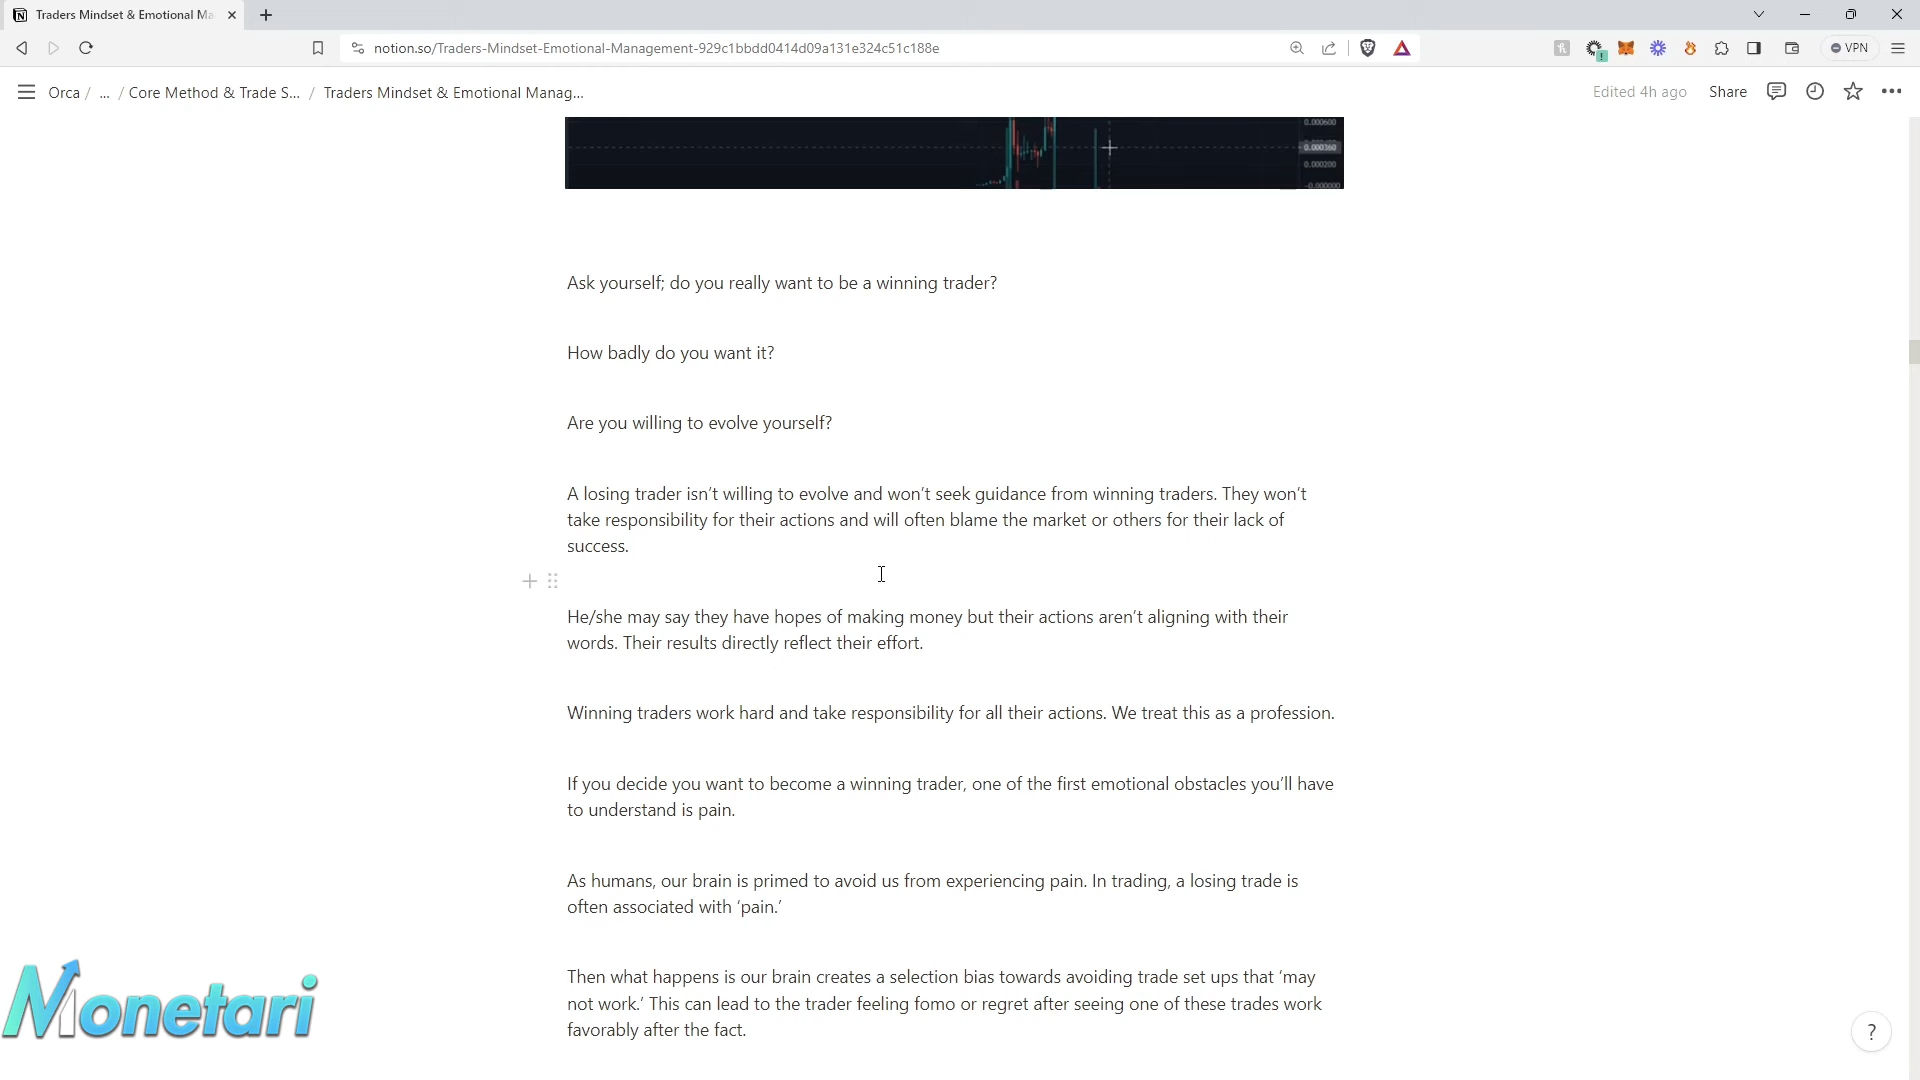 Traders Mindset & Emotional Ma
notion.so/Traders-Mindset-Emotional-Management-929c1bbdd0414d09a131e324c51c188e
VPN
Orca / ... / Core Method & Trade S... / Traders Mindset & Emotional Manag...
Edited 4h ago
Share
0.000600
0.000360
0.000200
-0.000000
Ask yourself; do you really want to be a winning trader?
How badly do you want it?
Are you willing to evolve yourself?
A losing trader isn’t willing to evolve and won’t seek guidance from winning traders. They won’t
take responsibility for their actions and will often blame the market or others for their lack of
success.
He/she may say they have hopes of making money but their actions aren’t aligning with their
words. Their results directly reflect their effort.
Winning traders work hard and take responsibility for all their actions. We treat this as a profession.
If you decide you want to become a winning trader, one of the first emotional obstacles you’ll have
to understand is pain.
As humans, our brain is primed to avoid us from experiencing pain. In trading, a losing trade is
often associated with ‘pain.’
Then what happens is our brain creates a selection bias towards avoiding trade set ups that ‘may
not work.’ This can lead to the trader feeling fomo or regret after seeing one of these trades work
favorably after the fact.
Monetari
?